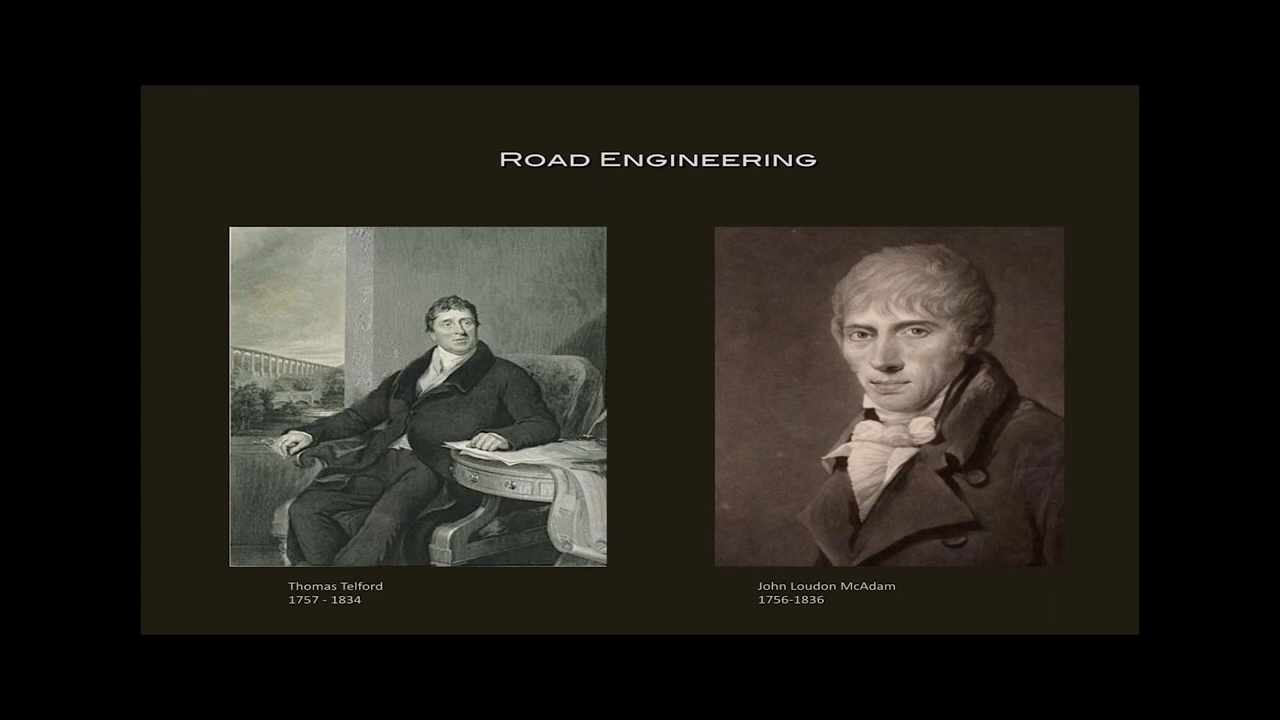 Road Engineering
Thomas Telford
1757 - 1834
John Loudon McAdam
1756-1836